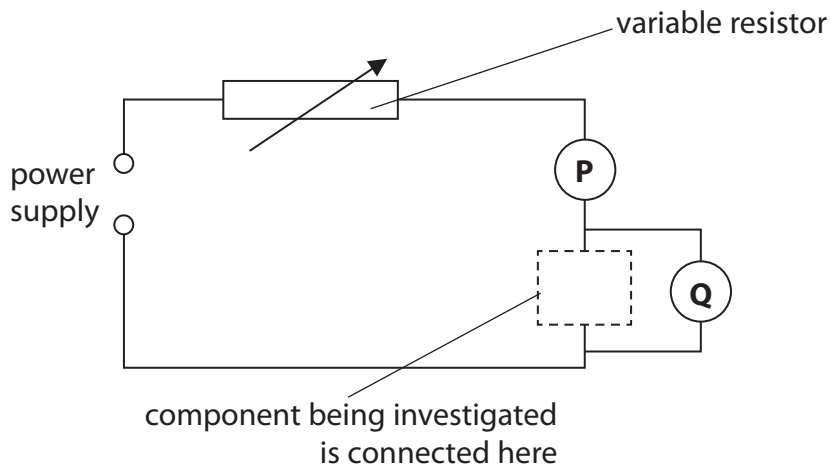 variable resistor
P
power
supply
Q
component being investigated
is connected here